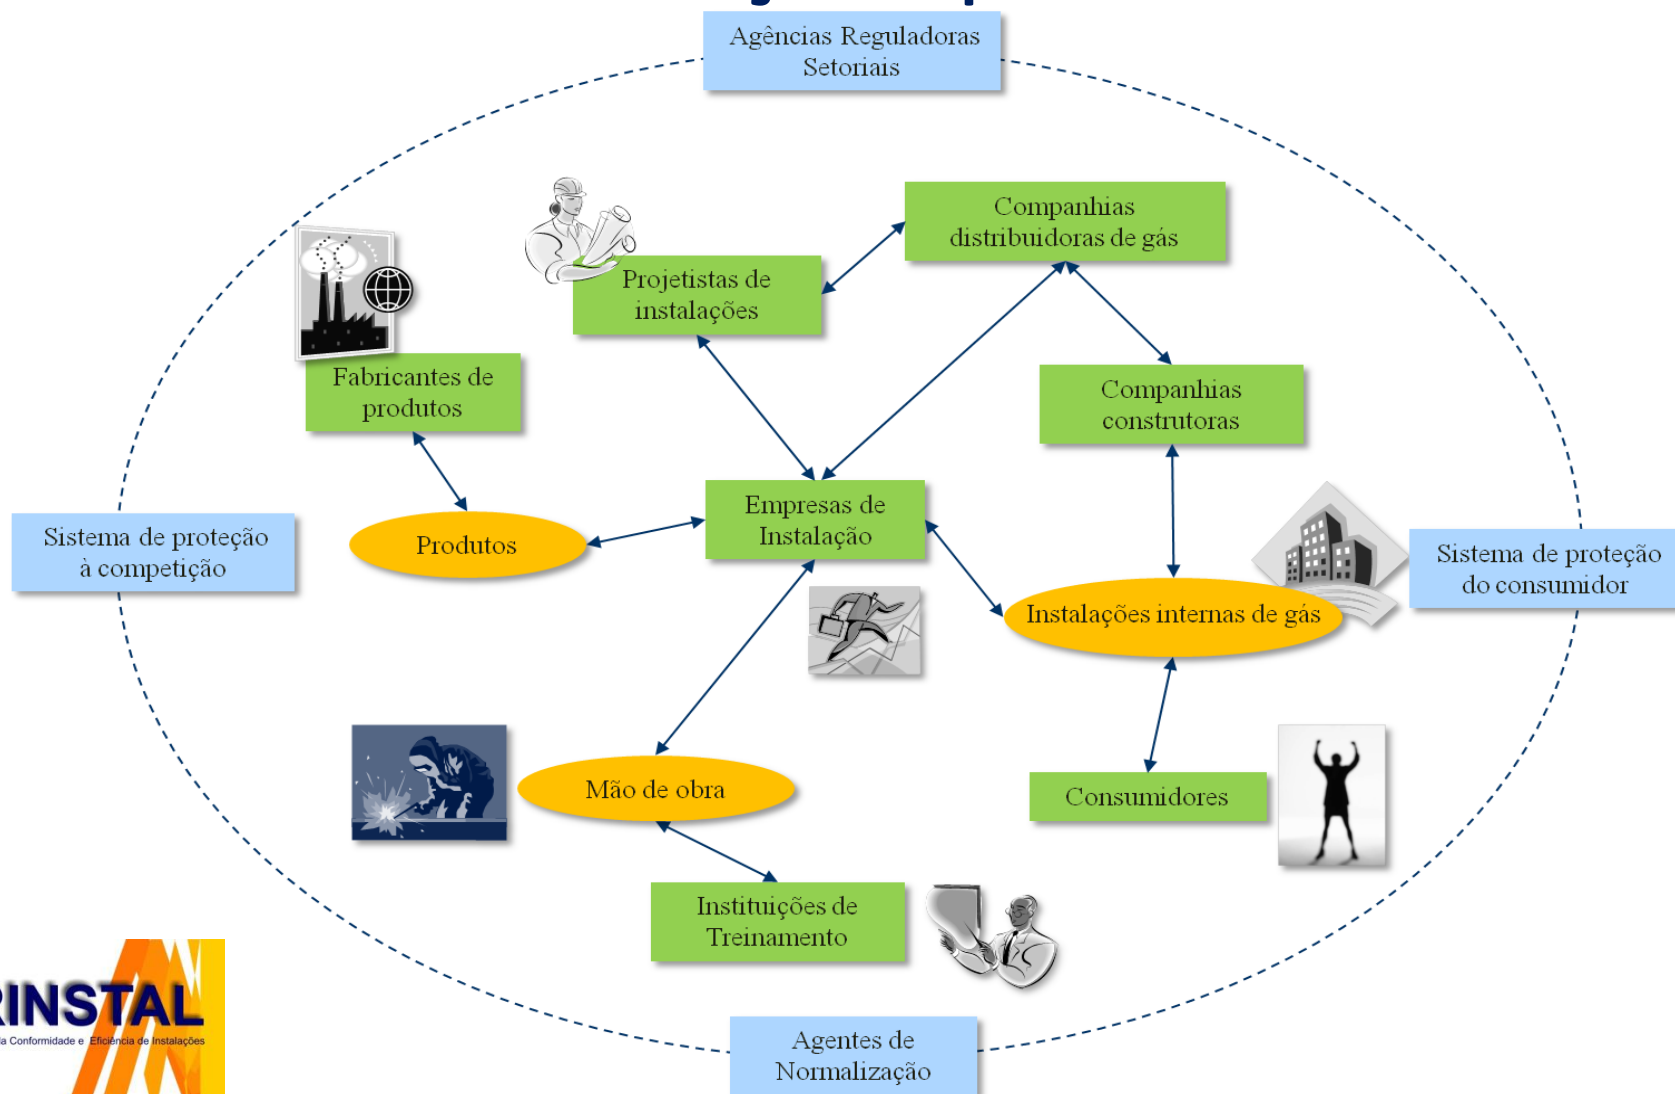 Agências Reguladoras
Setoriais
Companhias
distribuidoras de gás
Projetistas de
instalações
Fabricantes de
produtos
Companhias
construtoras
Empresas de
Instalação
Produtos
Sistema de proteção
à competição
Sistema de proteção
do consumidor
Instalações internas de gás
Mão de obra
Consumidores
Instituições de
Treinamento
RINSTAL
da Conformidade e Eficiência de Instalações
Agentes de
Normalização